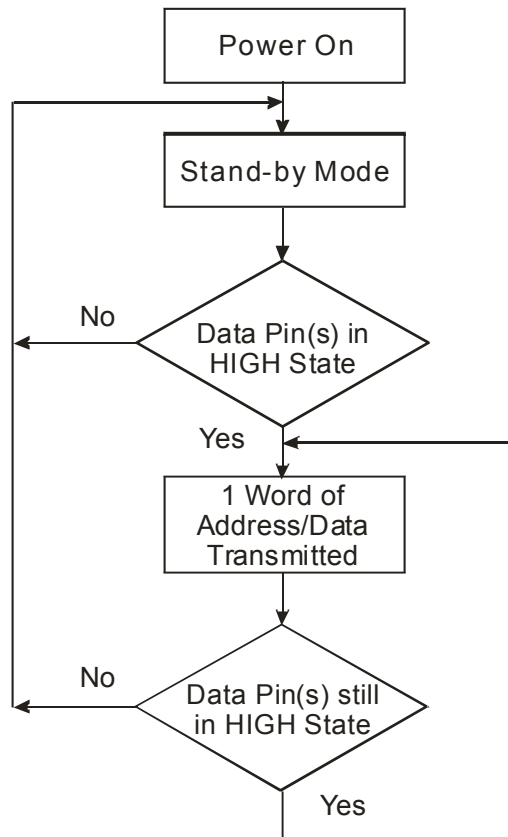 Power On
Stand-by Mode
No
Data Pin(s) in
HIGH State
Yes
1 Word of
Address/Data
Transmitted
No
Data Pin(s) still
in HIGH State
Yes